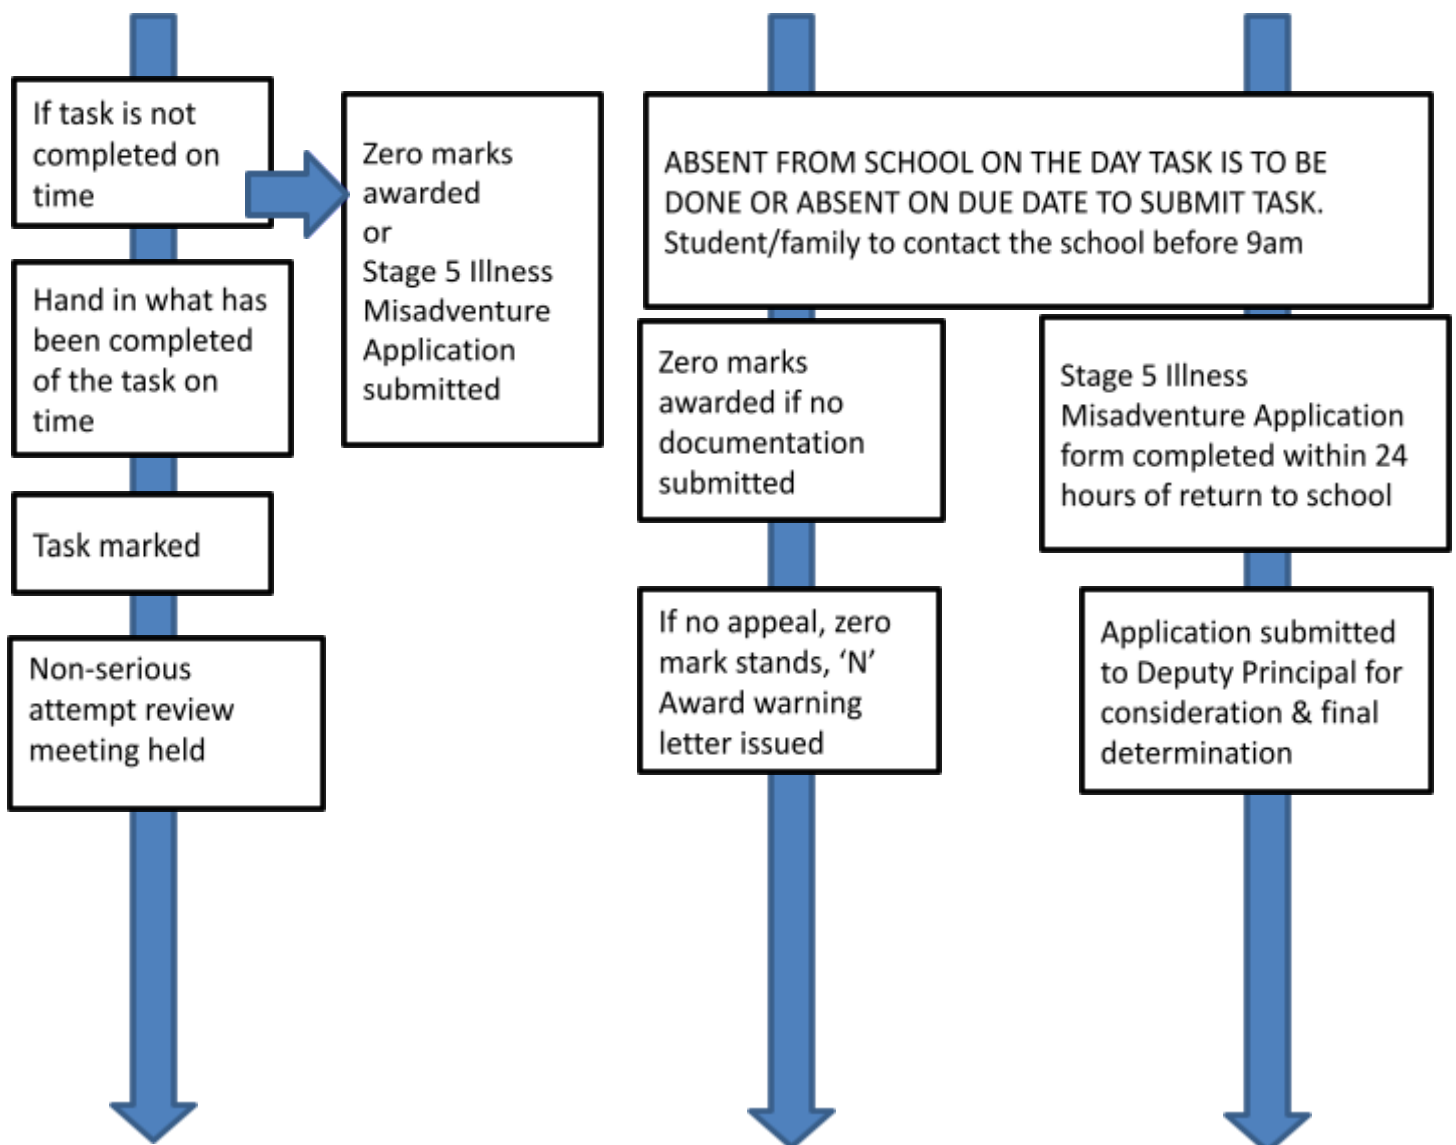 If task is not
completed on
time
Zero marks
awarded
or
Stage 5 Illness
Misadventure
Application
submitted
Hand in what has
been completed
of the task on
time
Task marked
Non-serious
attempt review
meeting held
ABSENT FROM SCHOOL ON THE DAY TASK IS TO BE
DONE OR ABSENT ON DUE DATE TO SUBMIT TASK.
Student/family to contact the school before 9am
Zero marks
awarded if no
documentation
submitted
If no appeal, zero
mark stands, ‘N’
Award warning
letter issued
Stage 5 Illness
Misadventure Application
form completed within 24
hours of return to school
Application submitted
to Deputy Principal for
consideration & final
determination